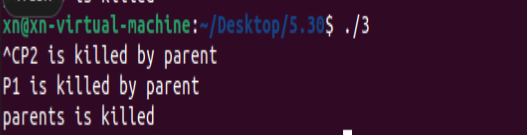 is killed
xn@xn-virtual-machine:~/Desktop/5.30$ ./3
^CP2 is killed by parent
P1 is killed by parent
parents is killed